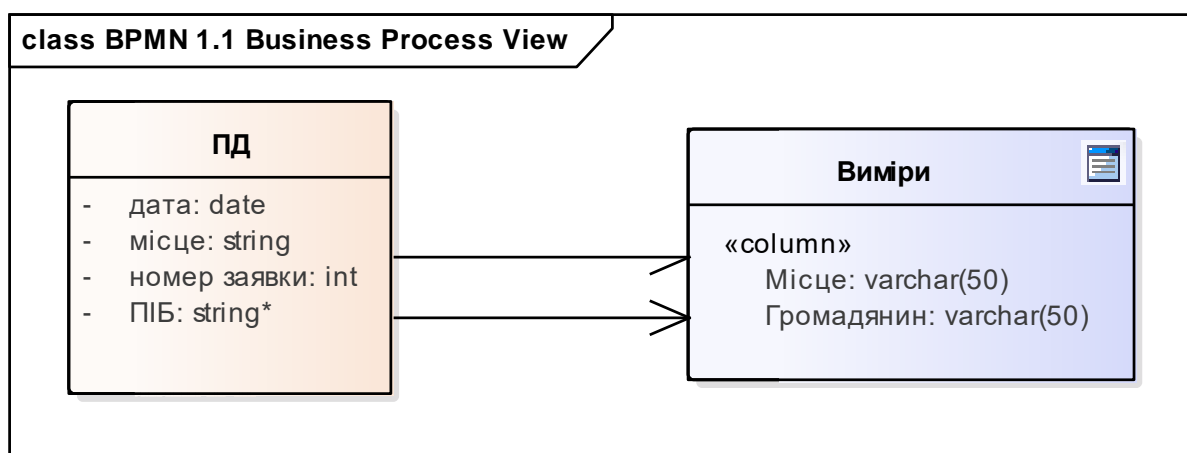 class BPMN 1.1 Business Process View
ПД
- дата: date
- місце: string
- номер заявки: int
- ПІБ: string*
Виміри
«column»
Місце: varchar(50)
Громадянин: varchar(50)